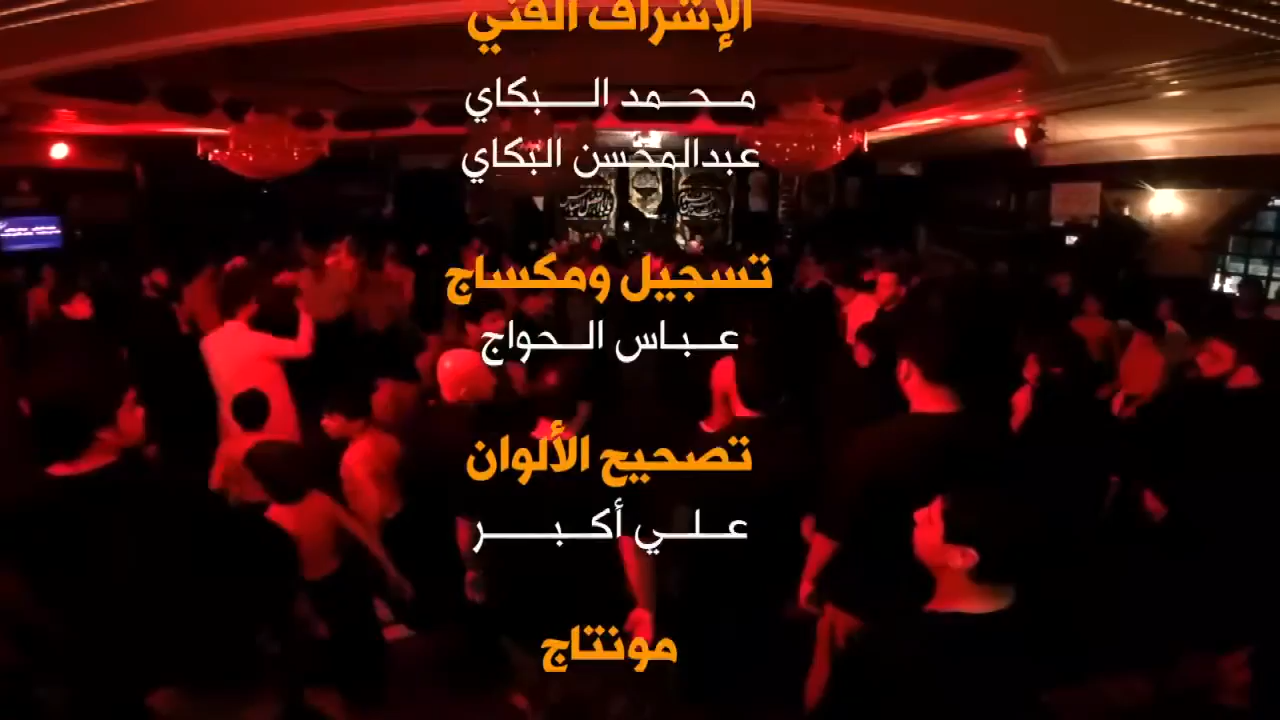 الإشراف الفني
محمد البكاي
عبدالمحسن البكاي
تسجيل ومكساج
عباس الحواج
تصحيح الألوان
علي أكبر
مونتاج